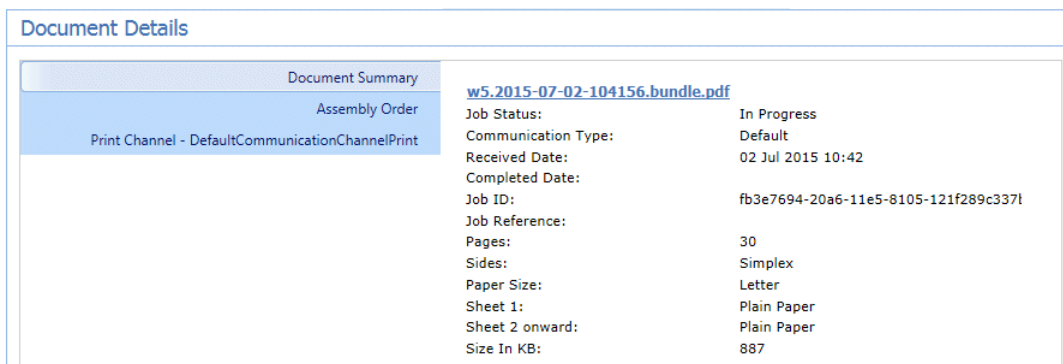 Document Details
Document Summary
Assembly Order
Print Channel - DefaultCommunicationChannelPrint
w5.2015-07-02-104156.bundle.pdf
Job Status: In Progress
Communication Type: Default
Received Date: 02 Jul 2015 10:42
Completed Date:
Job ID: fb3e7694-20a6-11e5-8105-121f289c337b
Job Reference:
Pages: 30
Sides: Simplex
Paper Size: Letter
Sheet 1: Plain Paper
Sheet 2 onward: Plain Paper
Size In KB: 887